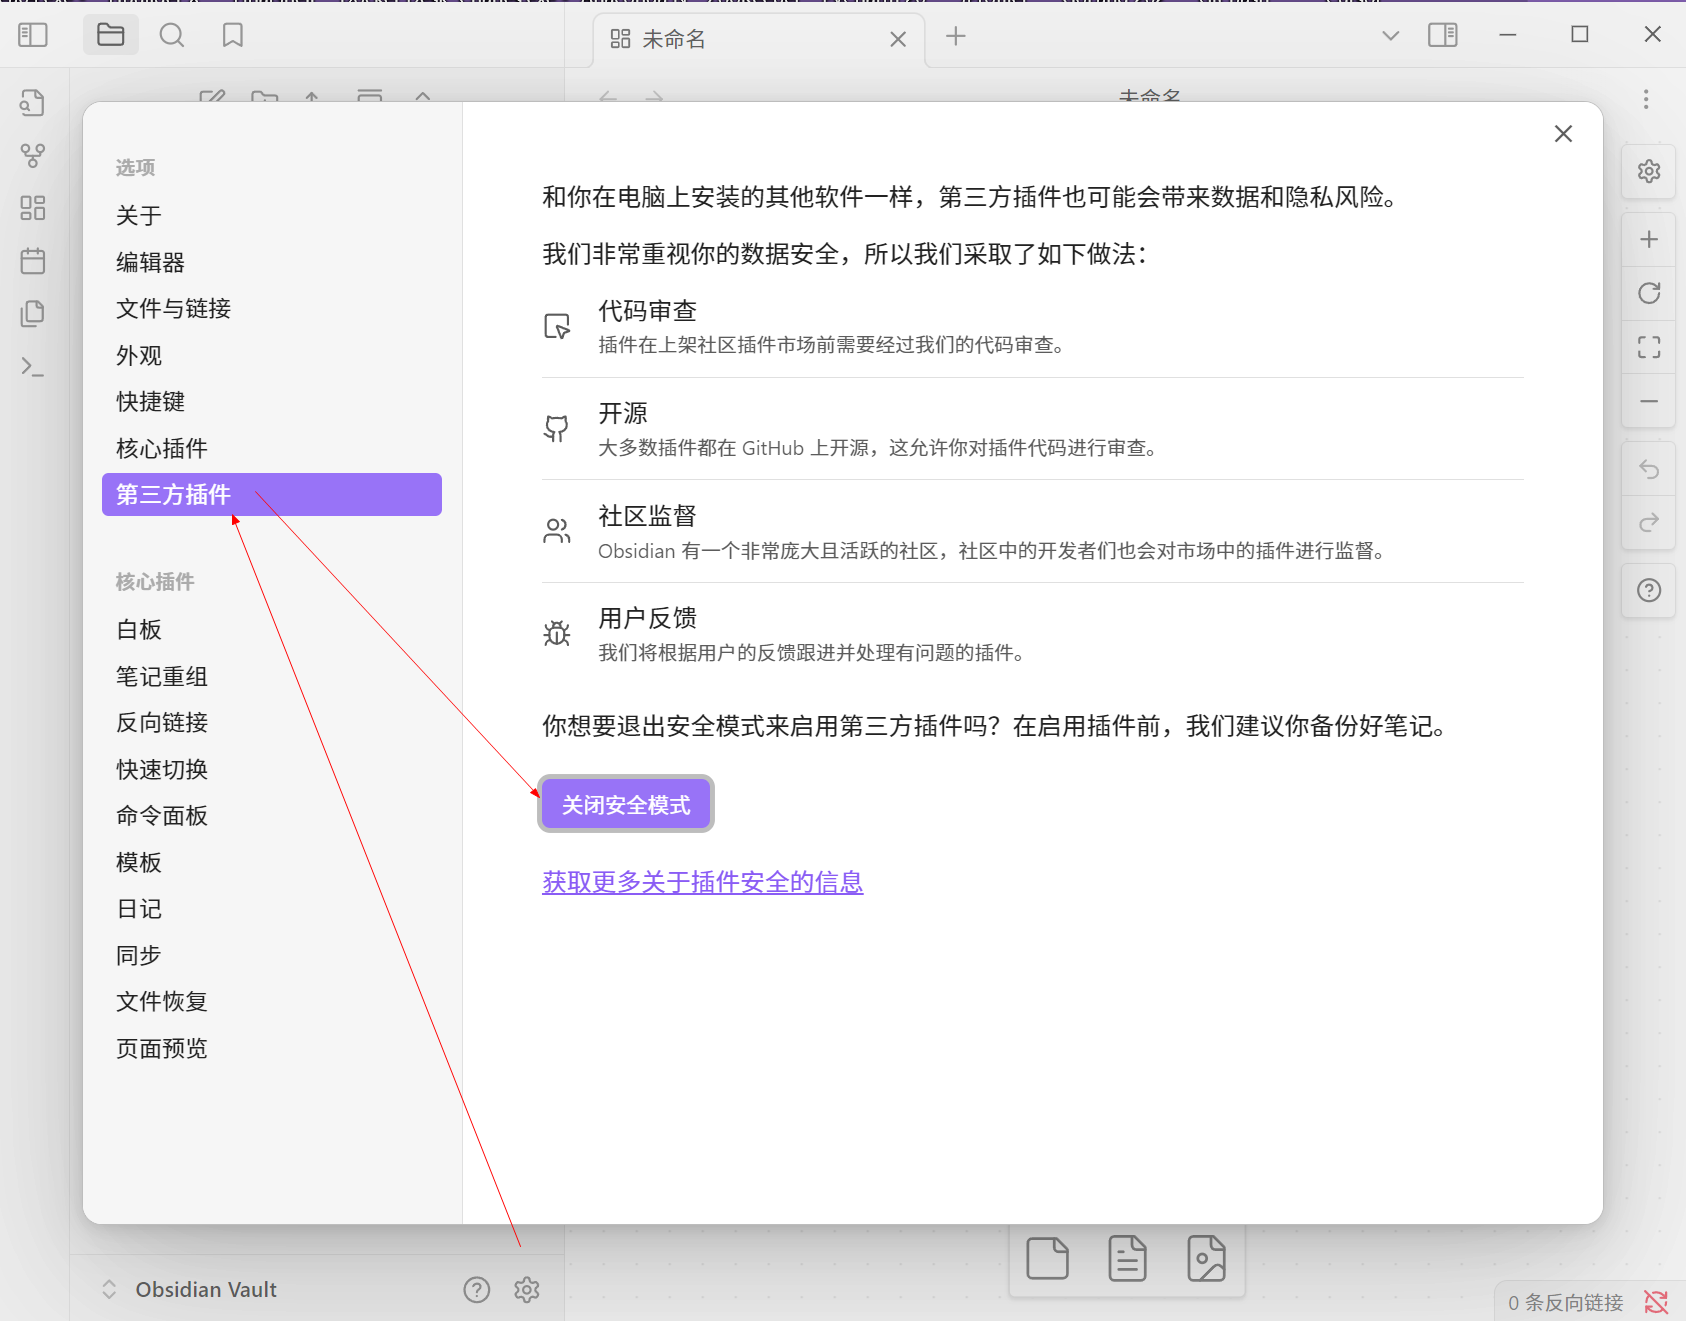 未命名
未命名
选项
关于
编辑器
文件与链接
外观
快捷键
核心插件
第三方插件
核心插件
白板
笔记重组
反向链接
快速切换
命令面板
模板
日记
同步
文件恢复
页面预览
和你在电脑上安装的其他软件一样，第三方插件也可能会带来数据和隐私风险。
我们非常重视你的数据安全，所以我们采取了如下做法：
代码审查
插件在上架社区插件市场前需要经过我们的代码审查。
开源
大多数插件都在 GitHub 上开源，这允许你对插件代码进行审查。
社区监督
Obsidian 有一个非常庞大且活跃的社区，社区中的开发者们也会对市场中的插件进行监督。
用户反馈
我们将根据用户的反馈跟进并处理有问题的插件。
你想要退出安全模式来启用第三方插件吗？在启用插件前，我们建议你备份好笔记。
关闭安全模式
获取更多关于插件安全的信息
Obsidian Vault
0 条反向链接